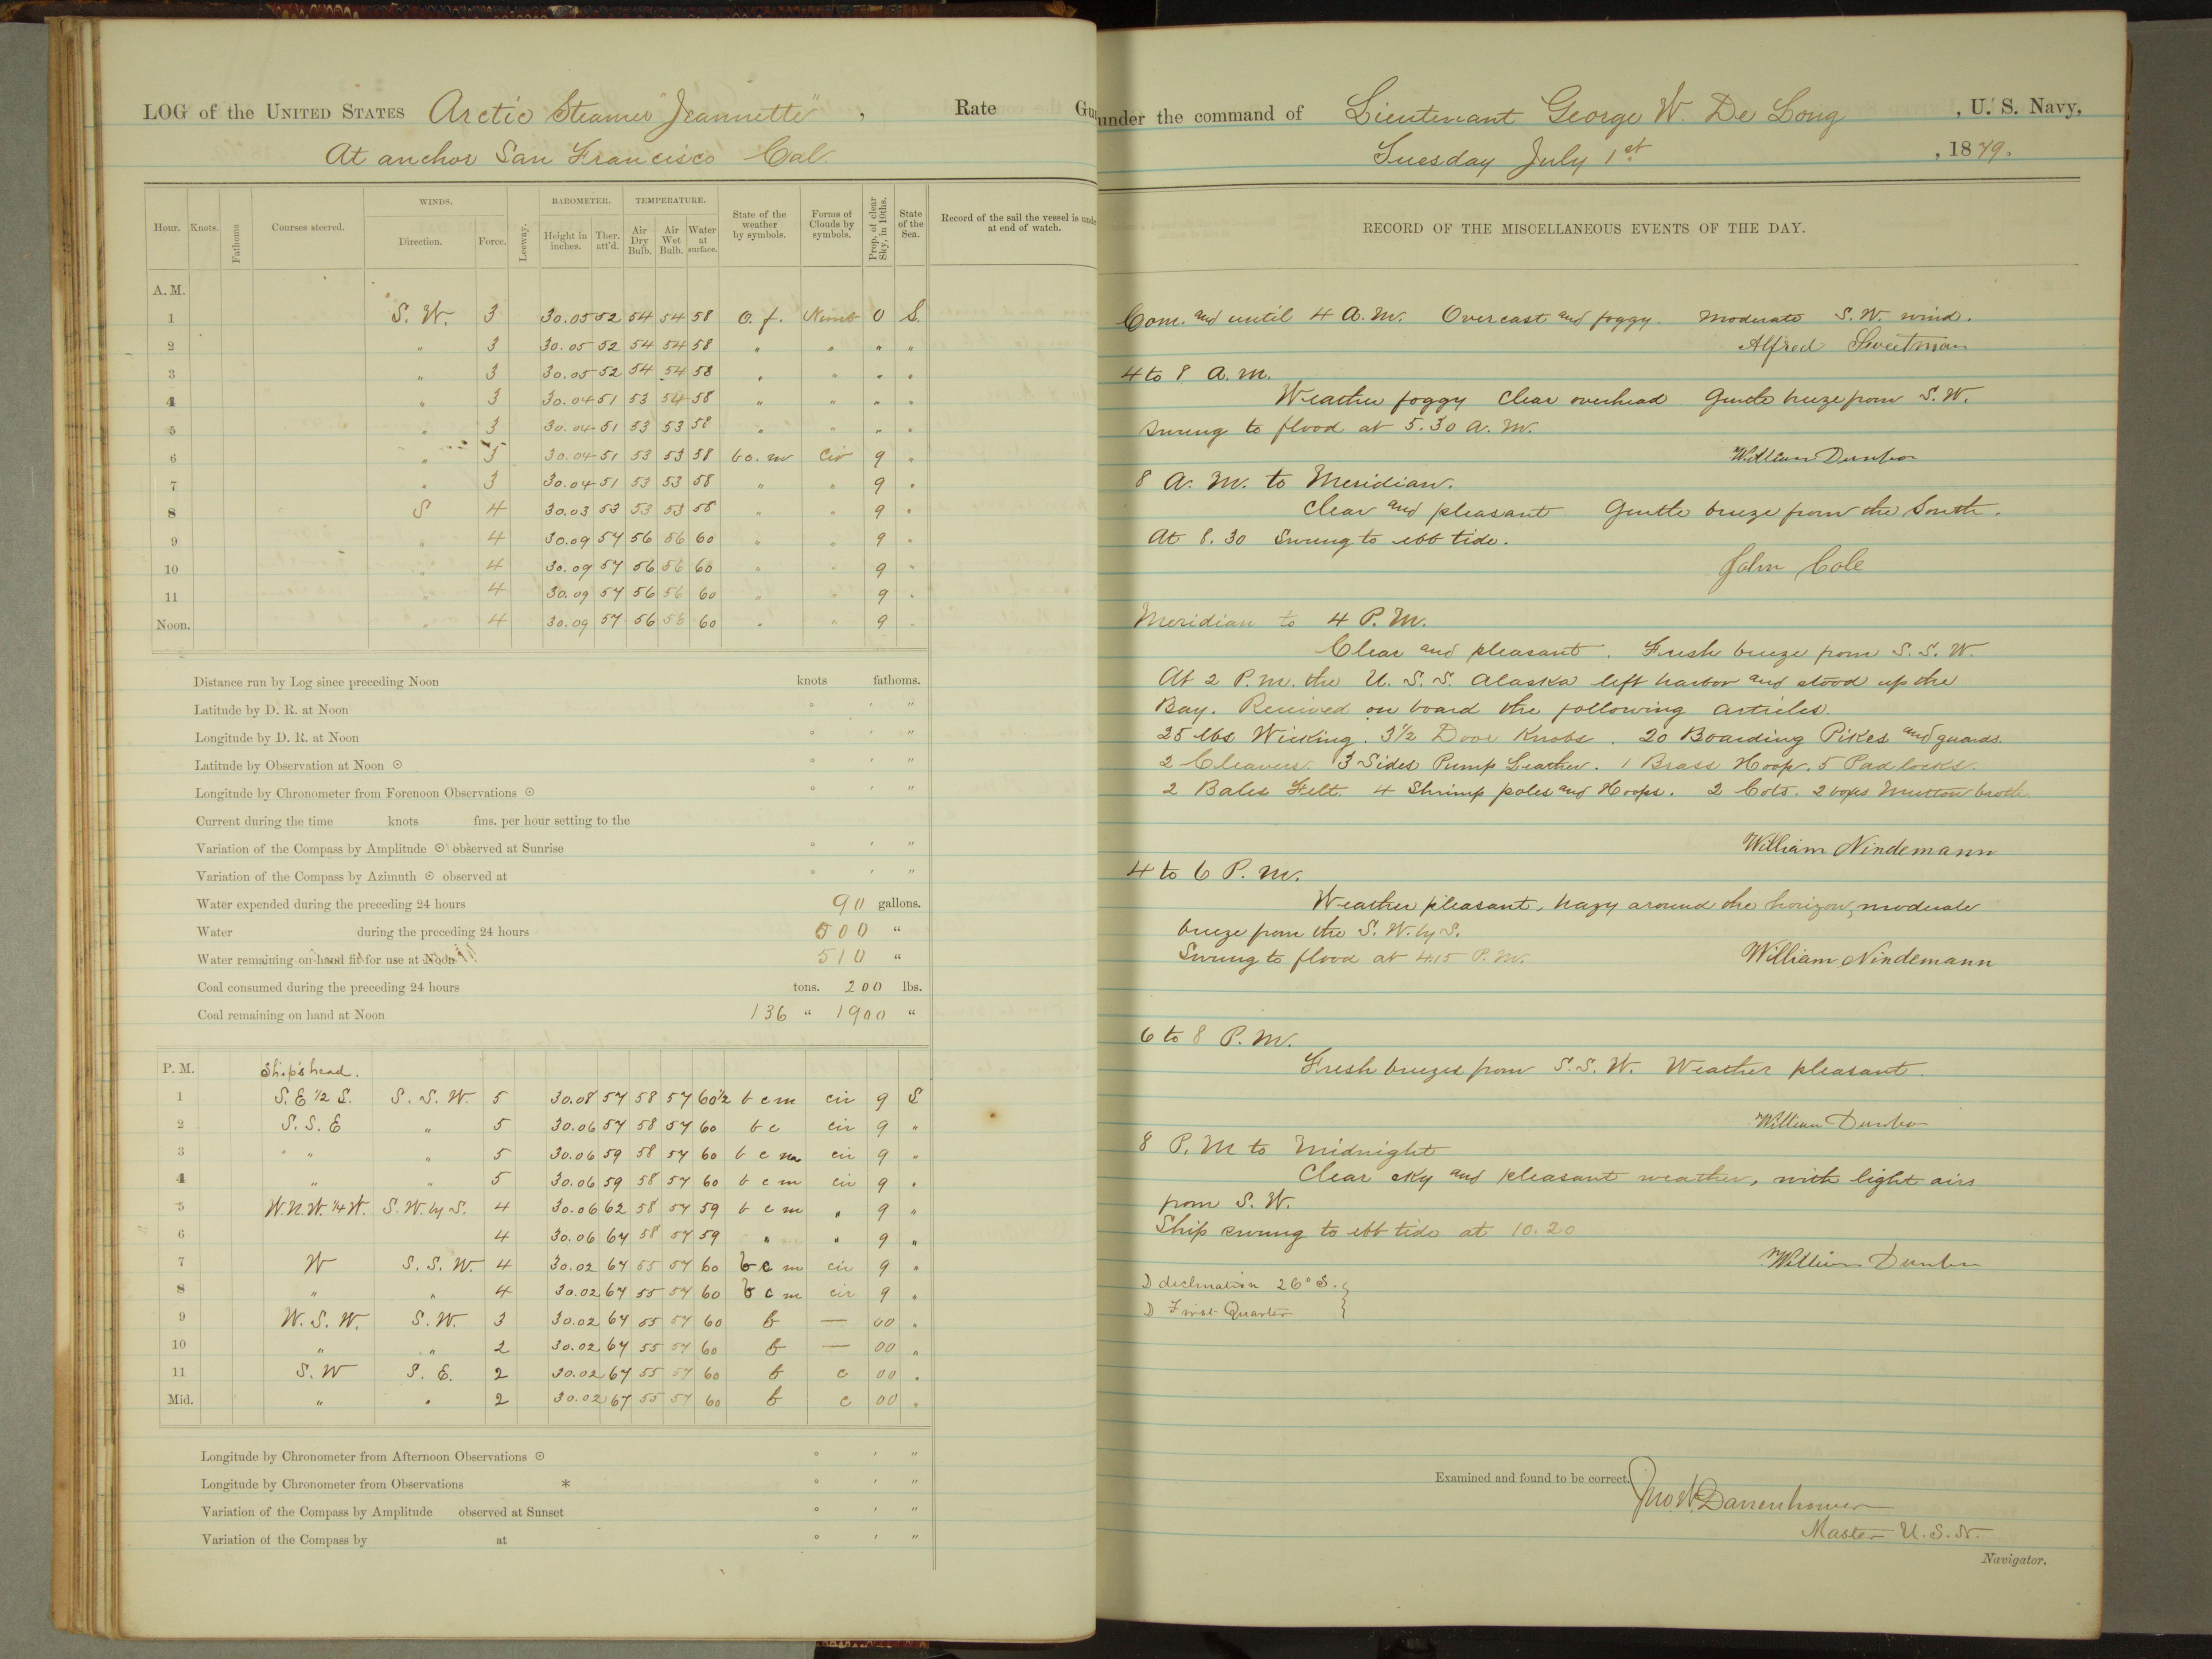 LOG of the UNITED STATES Arctic Steamer "Jeannette", Rate Gu
At anchor San Francisco Cal.
Hour. Knots. Fathoms Courses steered. WINDS. Direction. Force. Leeway. BAROMETER. Height in inches. Ther. att'd. TEMPERATURE. Air Dry Bulb. Air Wet Bulb. Water at surface. State of the weather by symbols. Forms of Clouds by symbols. Prop. of clear Sky, in 10ths. State of the Sea. Record of the sail the vessel is unde at end of watch.
A.M.
1 S. W. 3 30.05 52 54 54 58 o. f. Nimb 0 S.
2 " 3 30.05 52 54 54 58 " " " "
3 " 3 30.05 52 54 54 58 " " " "
4 " 3 30.04 51 53 54 58 " " " "
5 " 3 30.04 51 53 53 58 " " " "
6 " 3 30.04 51 53 53 58 bc. m Cir 9 "
7 " 3 30.04 51 53 53 58 " " 9 "
8 S 4 30.03 53 53 53 58 " " 9 "
9 " 4 30.09 57 56 56 60 " " 9 "
10 " 4 30.09 57 56 56 60 " " 9 "
11 " 4 30.09 57 56 56 60 " " 9 "
Noon. " 4 30.09 57 56 56 60 " " 9 "
Distance run by Log since preceding Noon knots fathoms.
Latitude by D. R. at Noon ° ′ ″
Longitude by D. R. at Noon ° ′ ″
Latitude by Observation at Noon ☉ ° ′ ″
Longitude by Chronometer from Forenoon Observations ☉ ° ′ ″
Current during the time knots fms. per hour setting to the
Variation of the Compass by Amplitude ☉ observed at Sunrise ° ′ ″
Variation of the Compass by Azimuth ☉ observed at ° ′ ″
Water expended during the preceding 24 hours 90 gallons.
Water during the preceding 24 hours 500 "
Water remaining on hand fit for use at Noon 510 "
Coal consumed during the preceding 24 hours tons. 200 lbs.
Coal remaining on hand at Noon 136 " 1900 "
P.M. Ship's head.
1 S. E 1/2 S. S. S. W. 5 30.08 57 58 57 60 1/2 b c m cir 9 S
2 S. S. E " 5 30.06 57 58 57 60 b c cir 9 "
3 " " " 5 30.06 59 58 57 60 b c m cir 9 "
4 " " 5 30.06 59 58 57 60 b c m cir 9 "
5 W.N.W. 1/4 W. S. W. by S. 4 30.06 62 58 57 59 b c m " 9 "
6 4 30.06 67 58 57 59 " " 9 "
7 W S. S. W. 4 30.02 67 55 57 60 b c m cir 9 "
8 " " 4 30.02 67 55 57 60 b c m cir 9 "
9 W. S. W. S. W. 3 30.02 67 55 57 60 b — 00 "
10 " " 2 30.02 67 55 57 60 b — 00 "
11 S. W S. E. 2 30.02 67 55 57 60 b c 00 "
Mid. " " 2 30.02 67 55 57 60 b c 00 "
Longitude by Chronometer from Afternoon Observations ☉ ° ′ ″
Longitude by Chronometer from Observations * ° ′ ″
Variation of the Compass by Amplitude observed at Sunset ° ′ ″
Variation of the Compass by at ° ′ ″
under the command of Lieutenant George W. De Long, U. S. Navy,
Tuesday July 1st, 1879.
RECORD OF THE MISCELLANEOUS EVENTS OF THE DAY.
Com. and until 4 A.M. Overcast and foggy. moderate S.W. wind.
Alfred Sweetman
4 to 8 A.M.
Weather foggy clear overhead Gentle breeze from S. W.
Swung to flood at 5.30 A.M.
William Dunbar
8 A. M. to Meridian.
Clear and pleasant Gentle breeze from the South.
At 8.30 Swung to ebb tide.
John Cole
Meridian to 4 P.M.
Clear and pleasant. Fresh breeze from S. S. W.
At 2 P.M. the U. S. S. Alaska left harbor and stood up the
Bay. Received on board the following articles.
25 lbs Wicking. 3 1/2 Door Knobs. 20 Boarding Pikes and guards.
2 Cleavers. 3 Sides Pump Leather. 1 Brass Hoop. 5 Padlocks.
2 Bales Felt. 4 Shrimp poles and Hoops. 2 Cots. 2 boxes Mutton broth
William Nindemann
4 to 6 P. M.
Weather pleasant, hazy around the horizon, moderate
breeze from the S. W. by S.
Swung to flood at 4.15 P.M. William Nindemann
6 to 8 P. M.
Fresh breezes from S. S. W. Weather pleasant.
William Dunbar
8 P. M to Midnight
Clear sky and pleasant weather, with light airs
from S. W.
Ship swung to ebb tide at 10.20
William Dunbar
☽ declination 26° S.
☽ First Quarter
Examined and found to be correct. Jno. W. Danenhower
Master U. S. N.
Navigator.